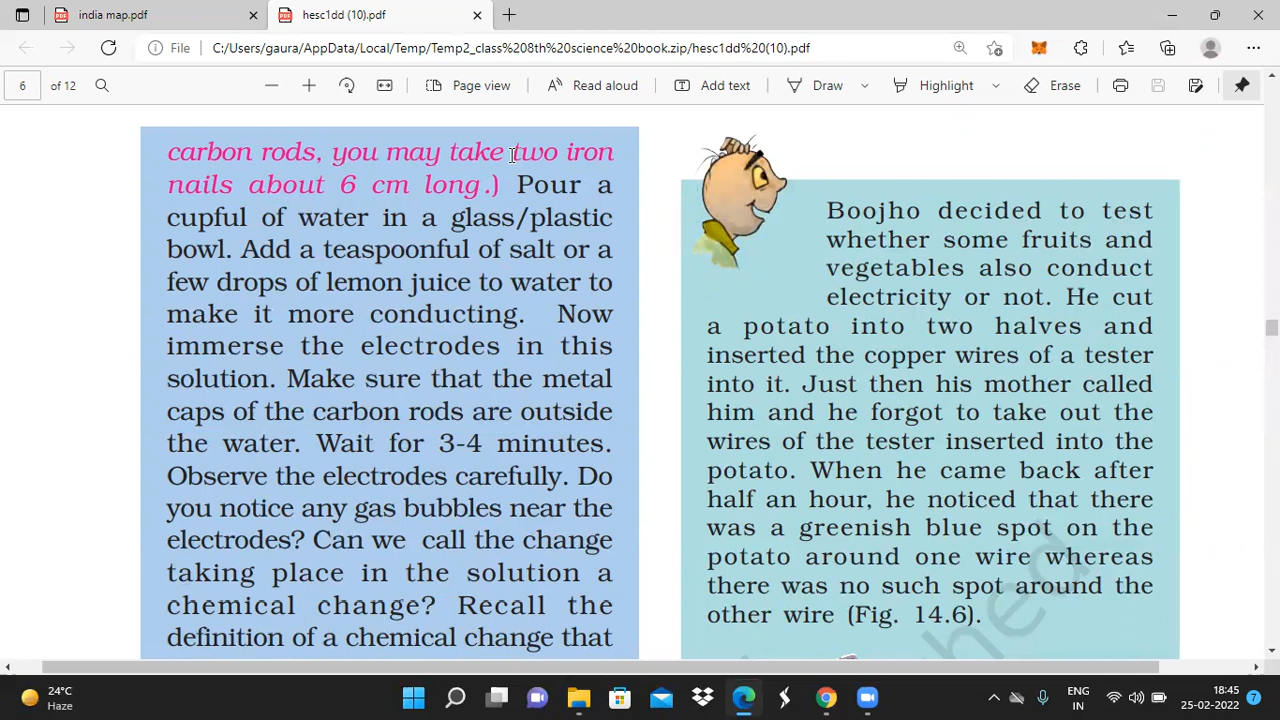 india map.pdf
hesc1dd (10).pdf
File
C:/Users/gaura/AppData/Local/Temp/Temp2_class%208th%20science%20book.zip/hesc1dd%20(10).pdf
6 of 12
Page view
Read aloud
Add text
Draw
Highlight
Erase
carbon rods, you may take two iron
nails about 6 cm long.) Pour a
cupful of water in a glass/plastic
bowl. Add a teaspoonful of salt or a
few drops of lemon juice to water to
make it more conducting. Now
immerse the electrodes in this
solution. Make sure that the metal
caps of the carbon rods are outside
the water. Wait for 3-4 minutes.
Observe the electrodes carefully. Do
you notice any gas bubbles near the
electrodes? Can we call the change
taking place in the solution a
chemical change? Recall the
definition of a chemical change that
Boojho decided to test
whether some fruits and
vegetables also conduct
electricity or not. He cut
a potato into two halves and
inserted the copper wires of a tester
into it. Just then his mother called
him and he forgot to take out the
wires of the tester inserted into the
potato. When he came back after
half an hour, he noticed that there
was a greenish blue spot on the
potato around one wire whereas
there was no such spot around the
other wire (Fig. 14.6).
24°C
Haze
ENG
IN
18:45
25-02-2022
7